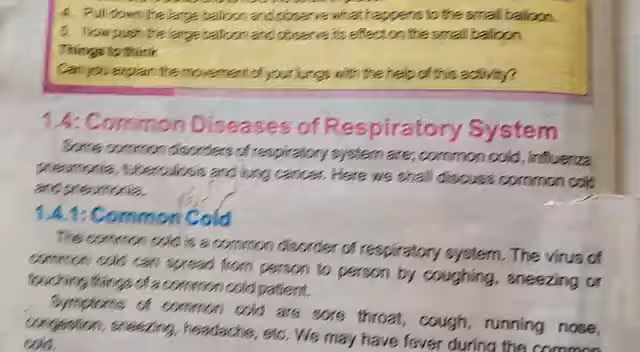 4. Pull down the large balloon and observe what happens to the small balloon.
5. Now push the large balloon and observe its effect on the small balloon.
Things to think
Can you explain the movement of your lungs with the help of this activity?
1.4: Common Diseases of Respiratory System
Some common disorders of respiratory system are; common cold, influenza
pneumonia, tuberculosis and lung cancer. Here we shall discuss common cold
and pneumonia.
1.4.1: Common Cold
The common cold is a common disorder of respiratory system. The virus of
common cold can spread from person to person by coughing, sneezing or
touching things of a common cold patient.
Symptoms of common cold are sore throat, cough, running nose,
congestion, sneezing, headache, etc. We may have fever during the common
cold.